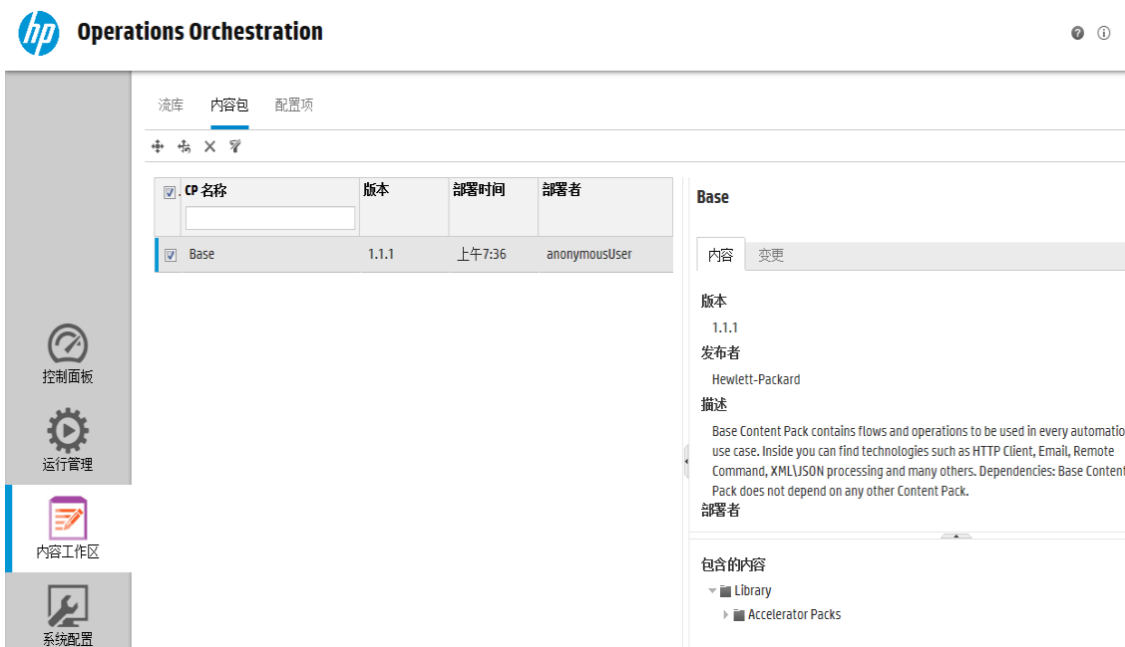 hp Operations Orchestration
流库 内容包 配置项
CP 名称 版本 部署时间 部署者
Base 1.1.1 上午7:36 anonymousUser
控制面板
运行管理
内容工作区
系统配置
Base
内容 变更
版本
1.1.1
发布者
Hewlett-Packard
描述
Base Content Pack contains flows and operations to be used in every automatio
use case. Inside you can find technologies such as HTTP Client, Email, Remote
Command, XML\JSON processing and many others. Dependencies: Base Content
Pack does not depend on any other Content Pack.
部署者
包含的内容
Library
Accelerator Packs